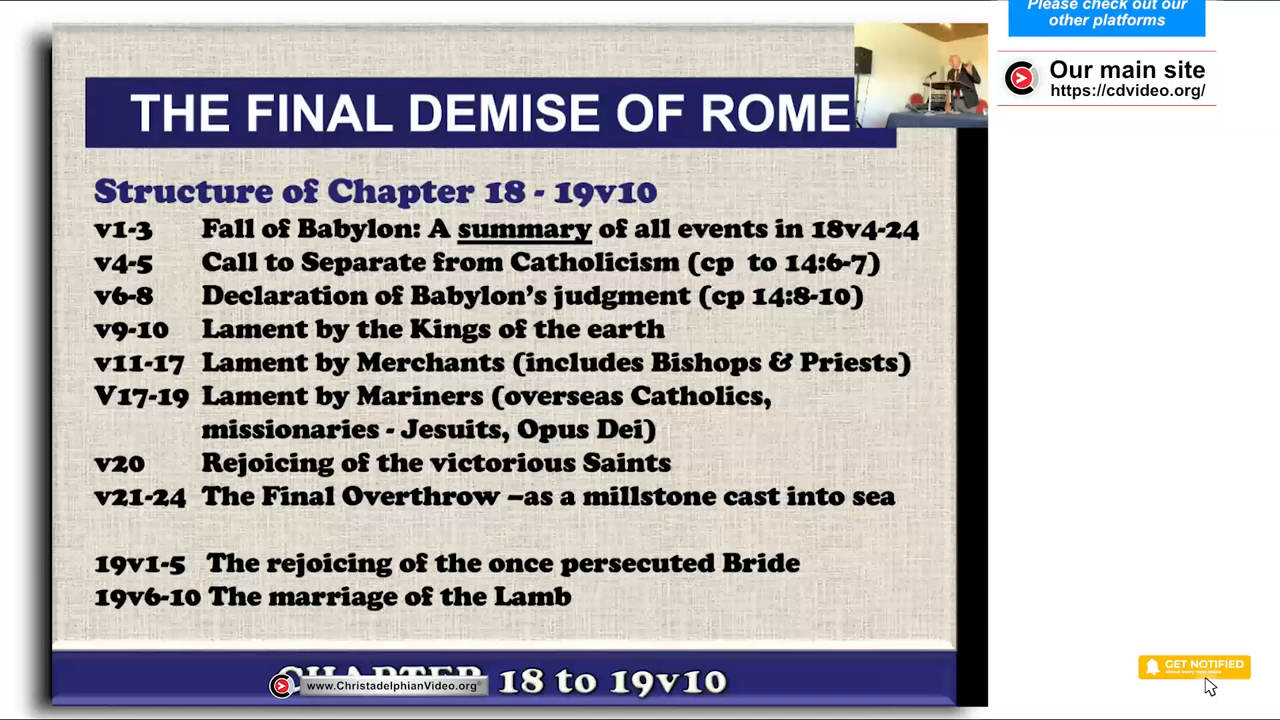 Please check out our
other platforms
Our main site
https://cdvideo.org/
THE FINAL DEMISE OF ROME
Structure of Chapter 18 - 19v10
v1-3 Fall of Babylon: A summary of all events in 18v4-24
v4-5 Call to Separate from Catholicism (cp to 14:6-7)
v6-8 Declaration of Babylon's judgment (cp 14:8-10)
v9-10 Lament by the Kings of the earth
v11-17 Lament by Merchants (includes Bishops & Priests)
V17-19 Lament by Mariners (overseas Catholics,
missionaries - Jesuits, Opus Dei)
v20 Rejoicing of the victorious Saints
v21-24 The Final Overthrow –as a millstone cast into sea
19v1-5 The rejoicing of the once persecuted Bride
19v6-10 The marriage of the Lamb
CHAPTER 18 to 19v10
www.ChristadelphianVideo.org
GET NOTIFIED